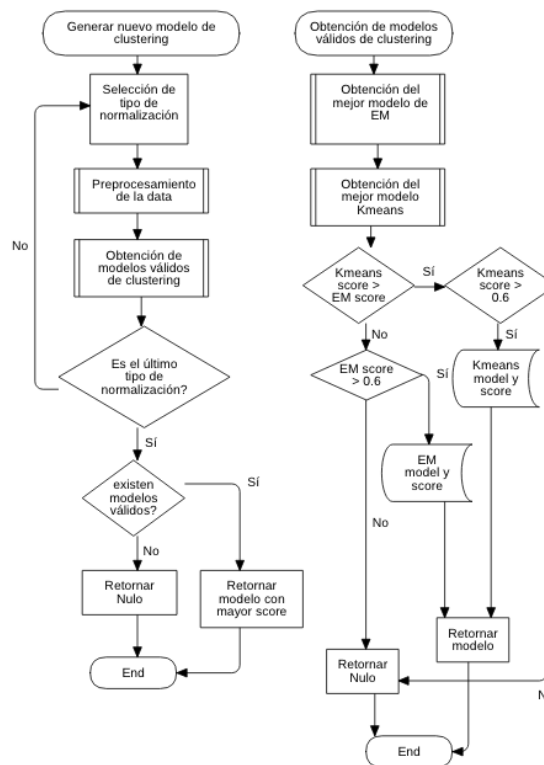 Generar nuevo modelo de
clustering
Selección de
tipo de
normalización
Preprocesamiento
de la data
No
Obtención de
modelos válidos
de clustering
Es el último
tipo de
normalización?
Sí
existen
modelos
válidos?
Sí
No
Retornar
Nulo
Retornar
modelo con
mayor score
End
Obtención de modelos
válidos de clustering
Obtención del
mejor modelo de
EM
Obtención del
mejor modelo
Kmeans
Kmeans
score >
EM score
Sí
Kmeans
score >
0.6
No
Sí
EM score
> 0.6
Sí
Kmeans
model y
score
EM
model y
score
No
Retornar
modelo
Retornar
Nulo
End